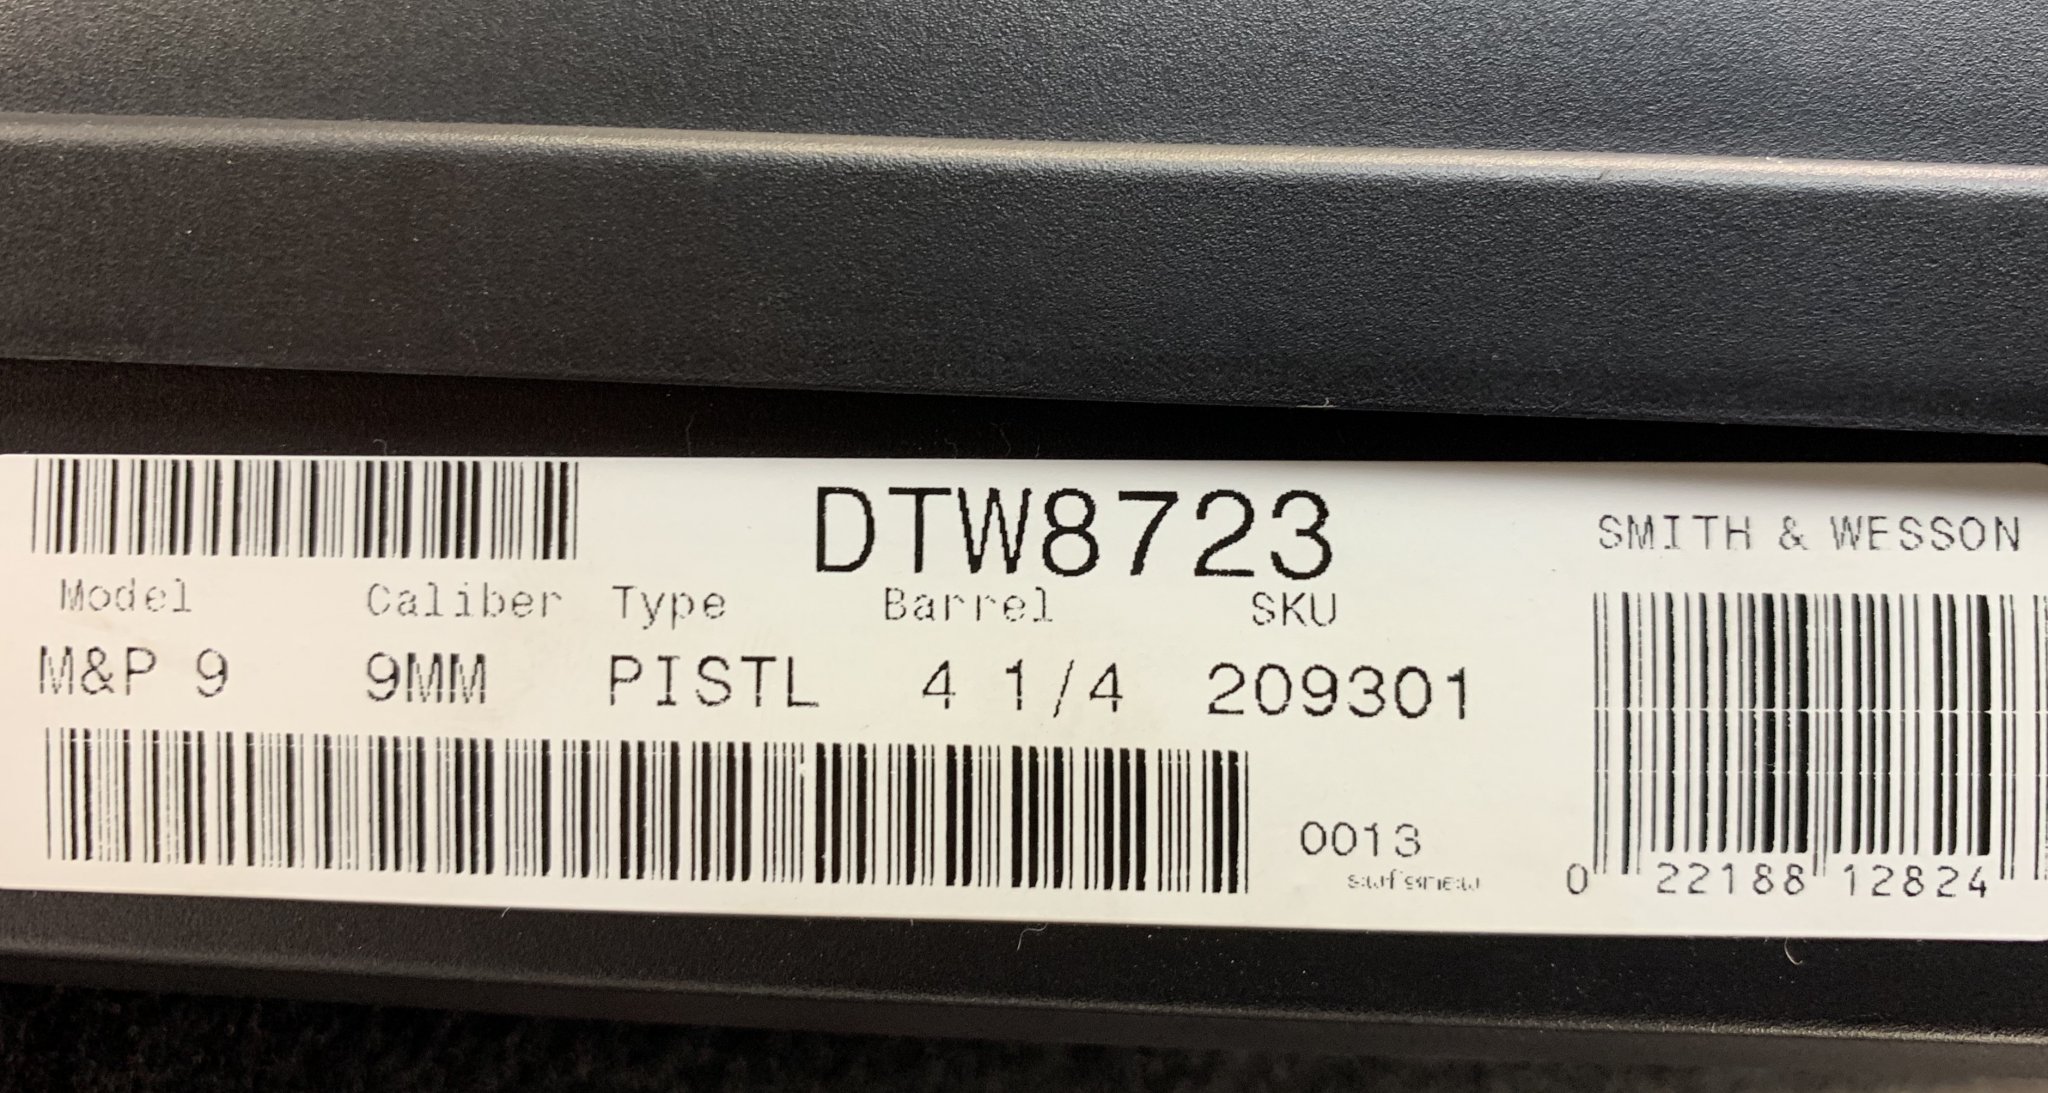 DTW8723
SMITH & WESSON
Model Caliber Type Barrel SKU
M&P 9 9MM PISTL 4 1/4 209301
0013
0 22188 12824